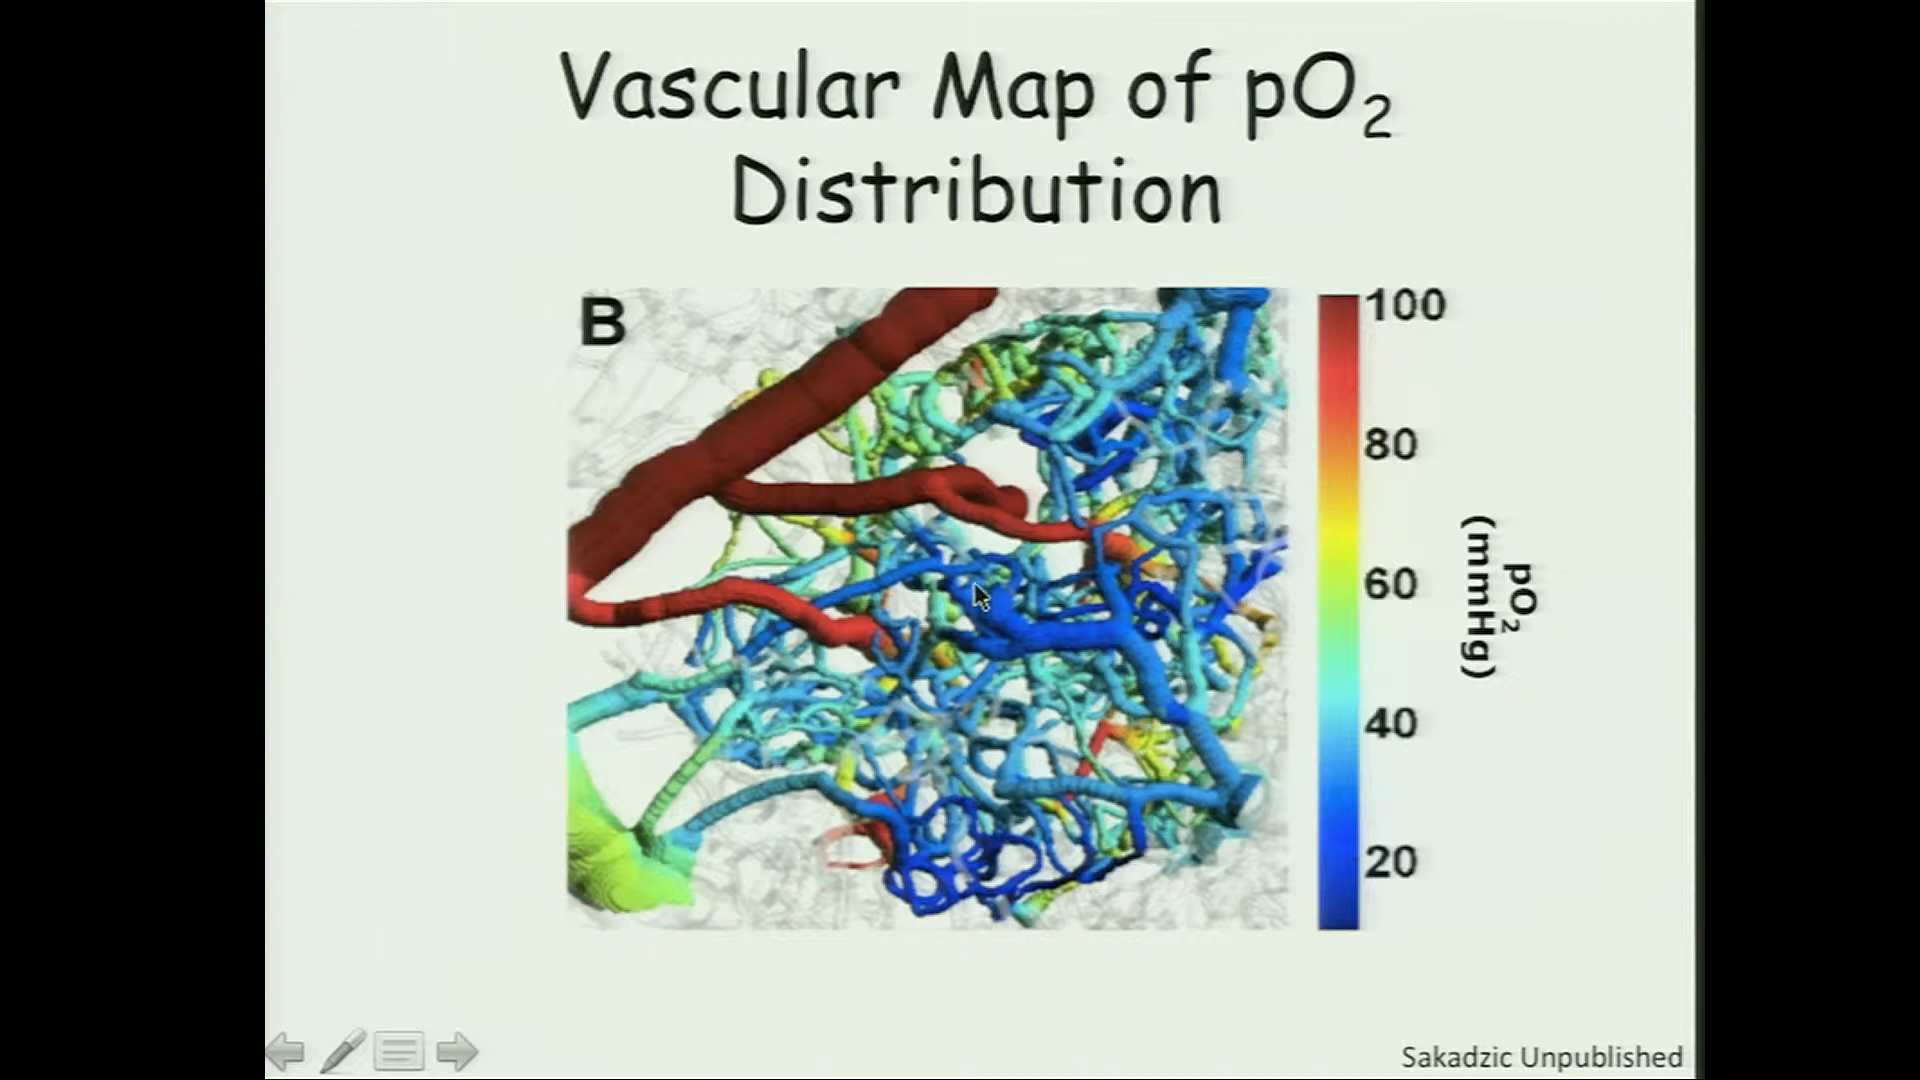 Vascular Map of pO₂
Distribution
B
100
80
60
40
20
pO₂
(mmHg)
Sakadzic Unpublished